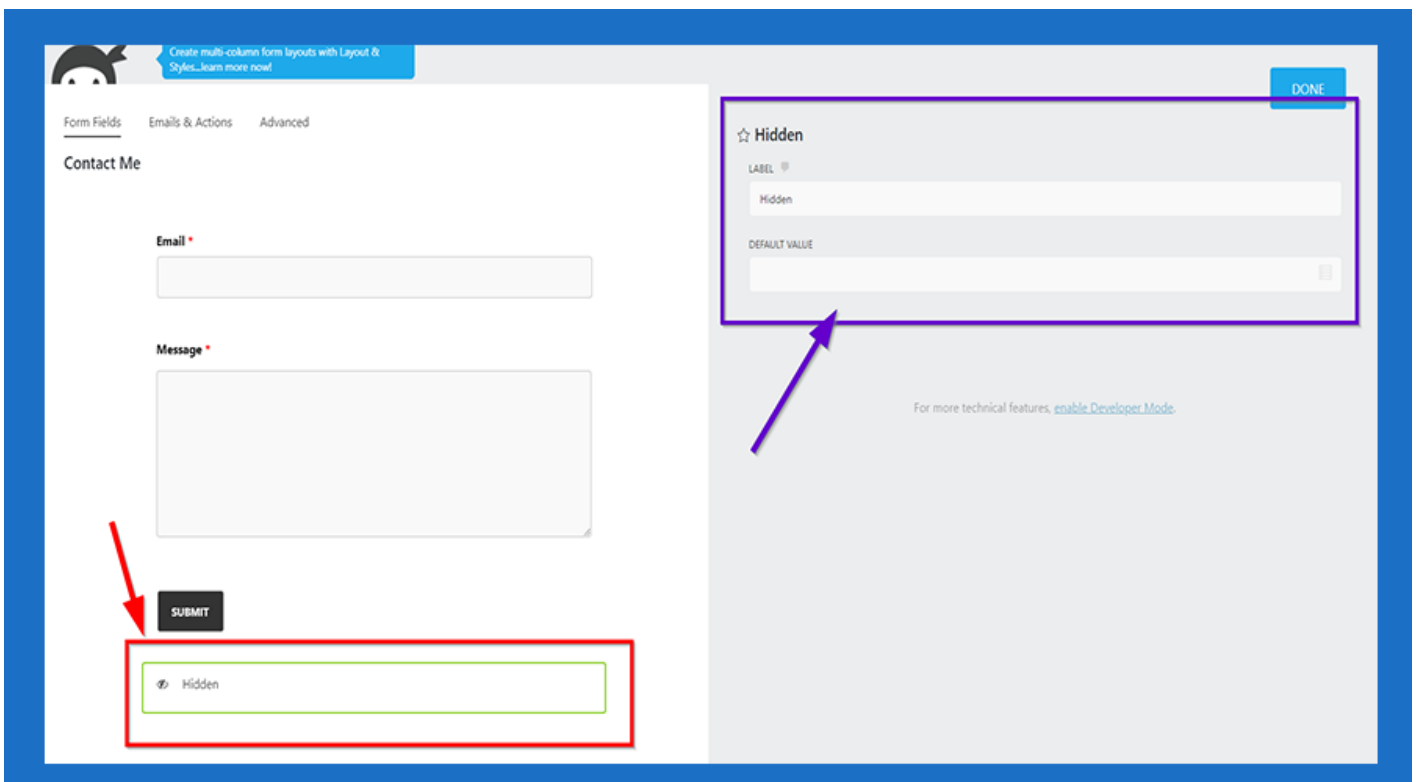 Create multi-column form layouts with Layout &
Styles...learn more now!
DONE
Form Fields Emails & Actions Advanced
Contact Me
Email *
Message *
SUBMIT
Hidden
Hidden
LABEL
Hidden
DEFAULT VALUE
For more technical features, enable Developer Mode.